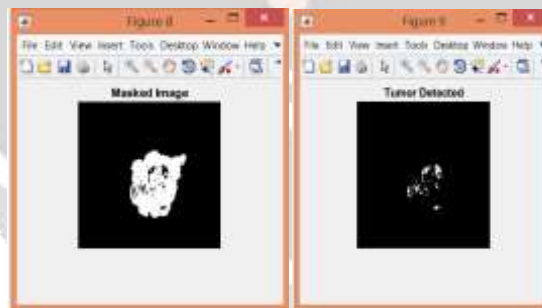 Figure 8
File Edit View Insert Tools Desktop Window Help
Masked Image
Figure 9
File Edit View Insert Tools Desktop Window Help
Tumor Detected